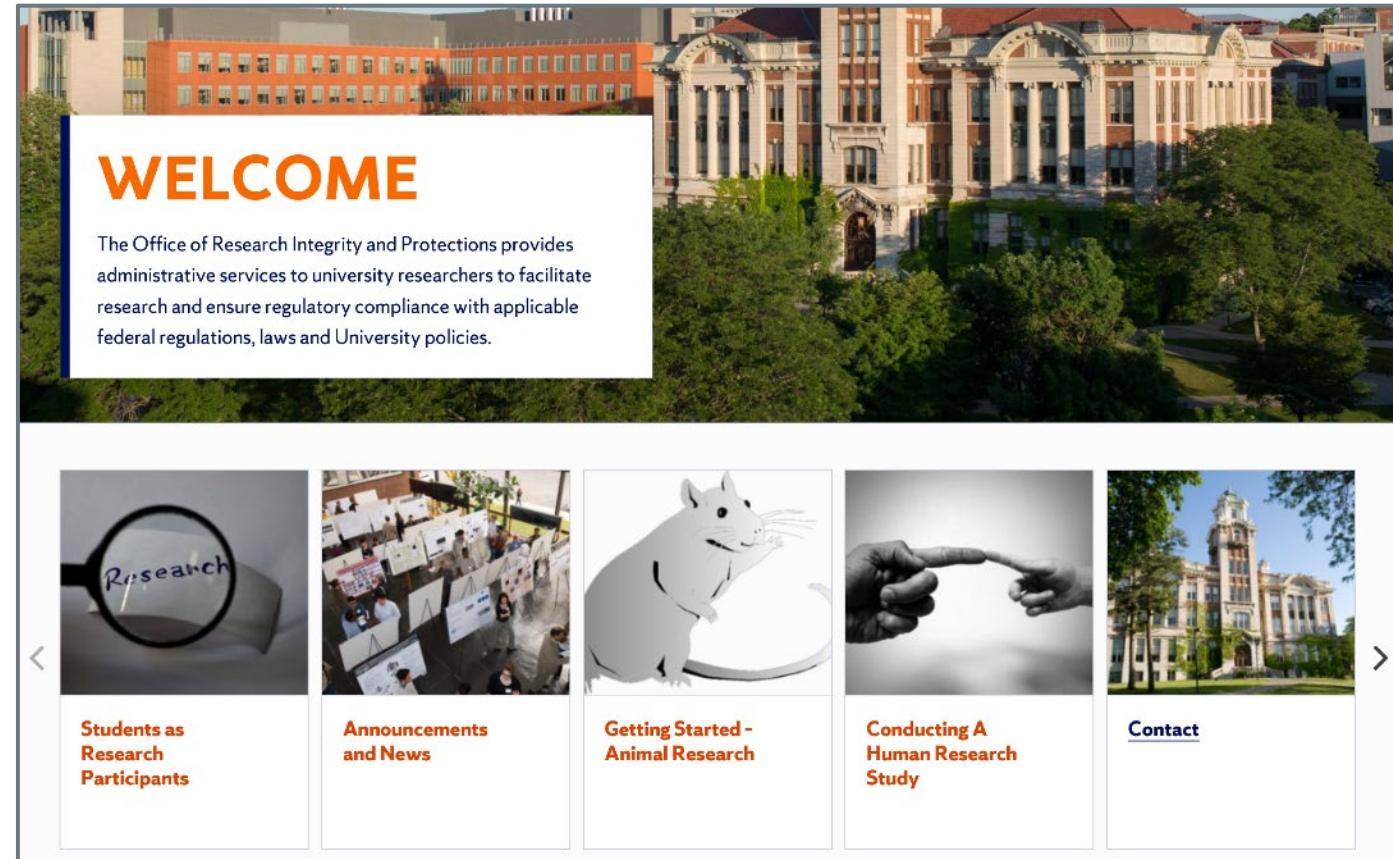 WELCOME
The Office of Research Integrity and Protections provides
administrative services to university researchers to facilitate
research and ensure regulatory compliance with applicable
federal regulations, laws and University policies.
Research
Students as
Research
Participants
Announcements
and News
Getting Started -
Animal Research
Conducting A
Human Research
Study
Contact